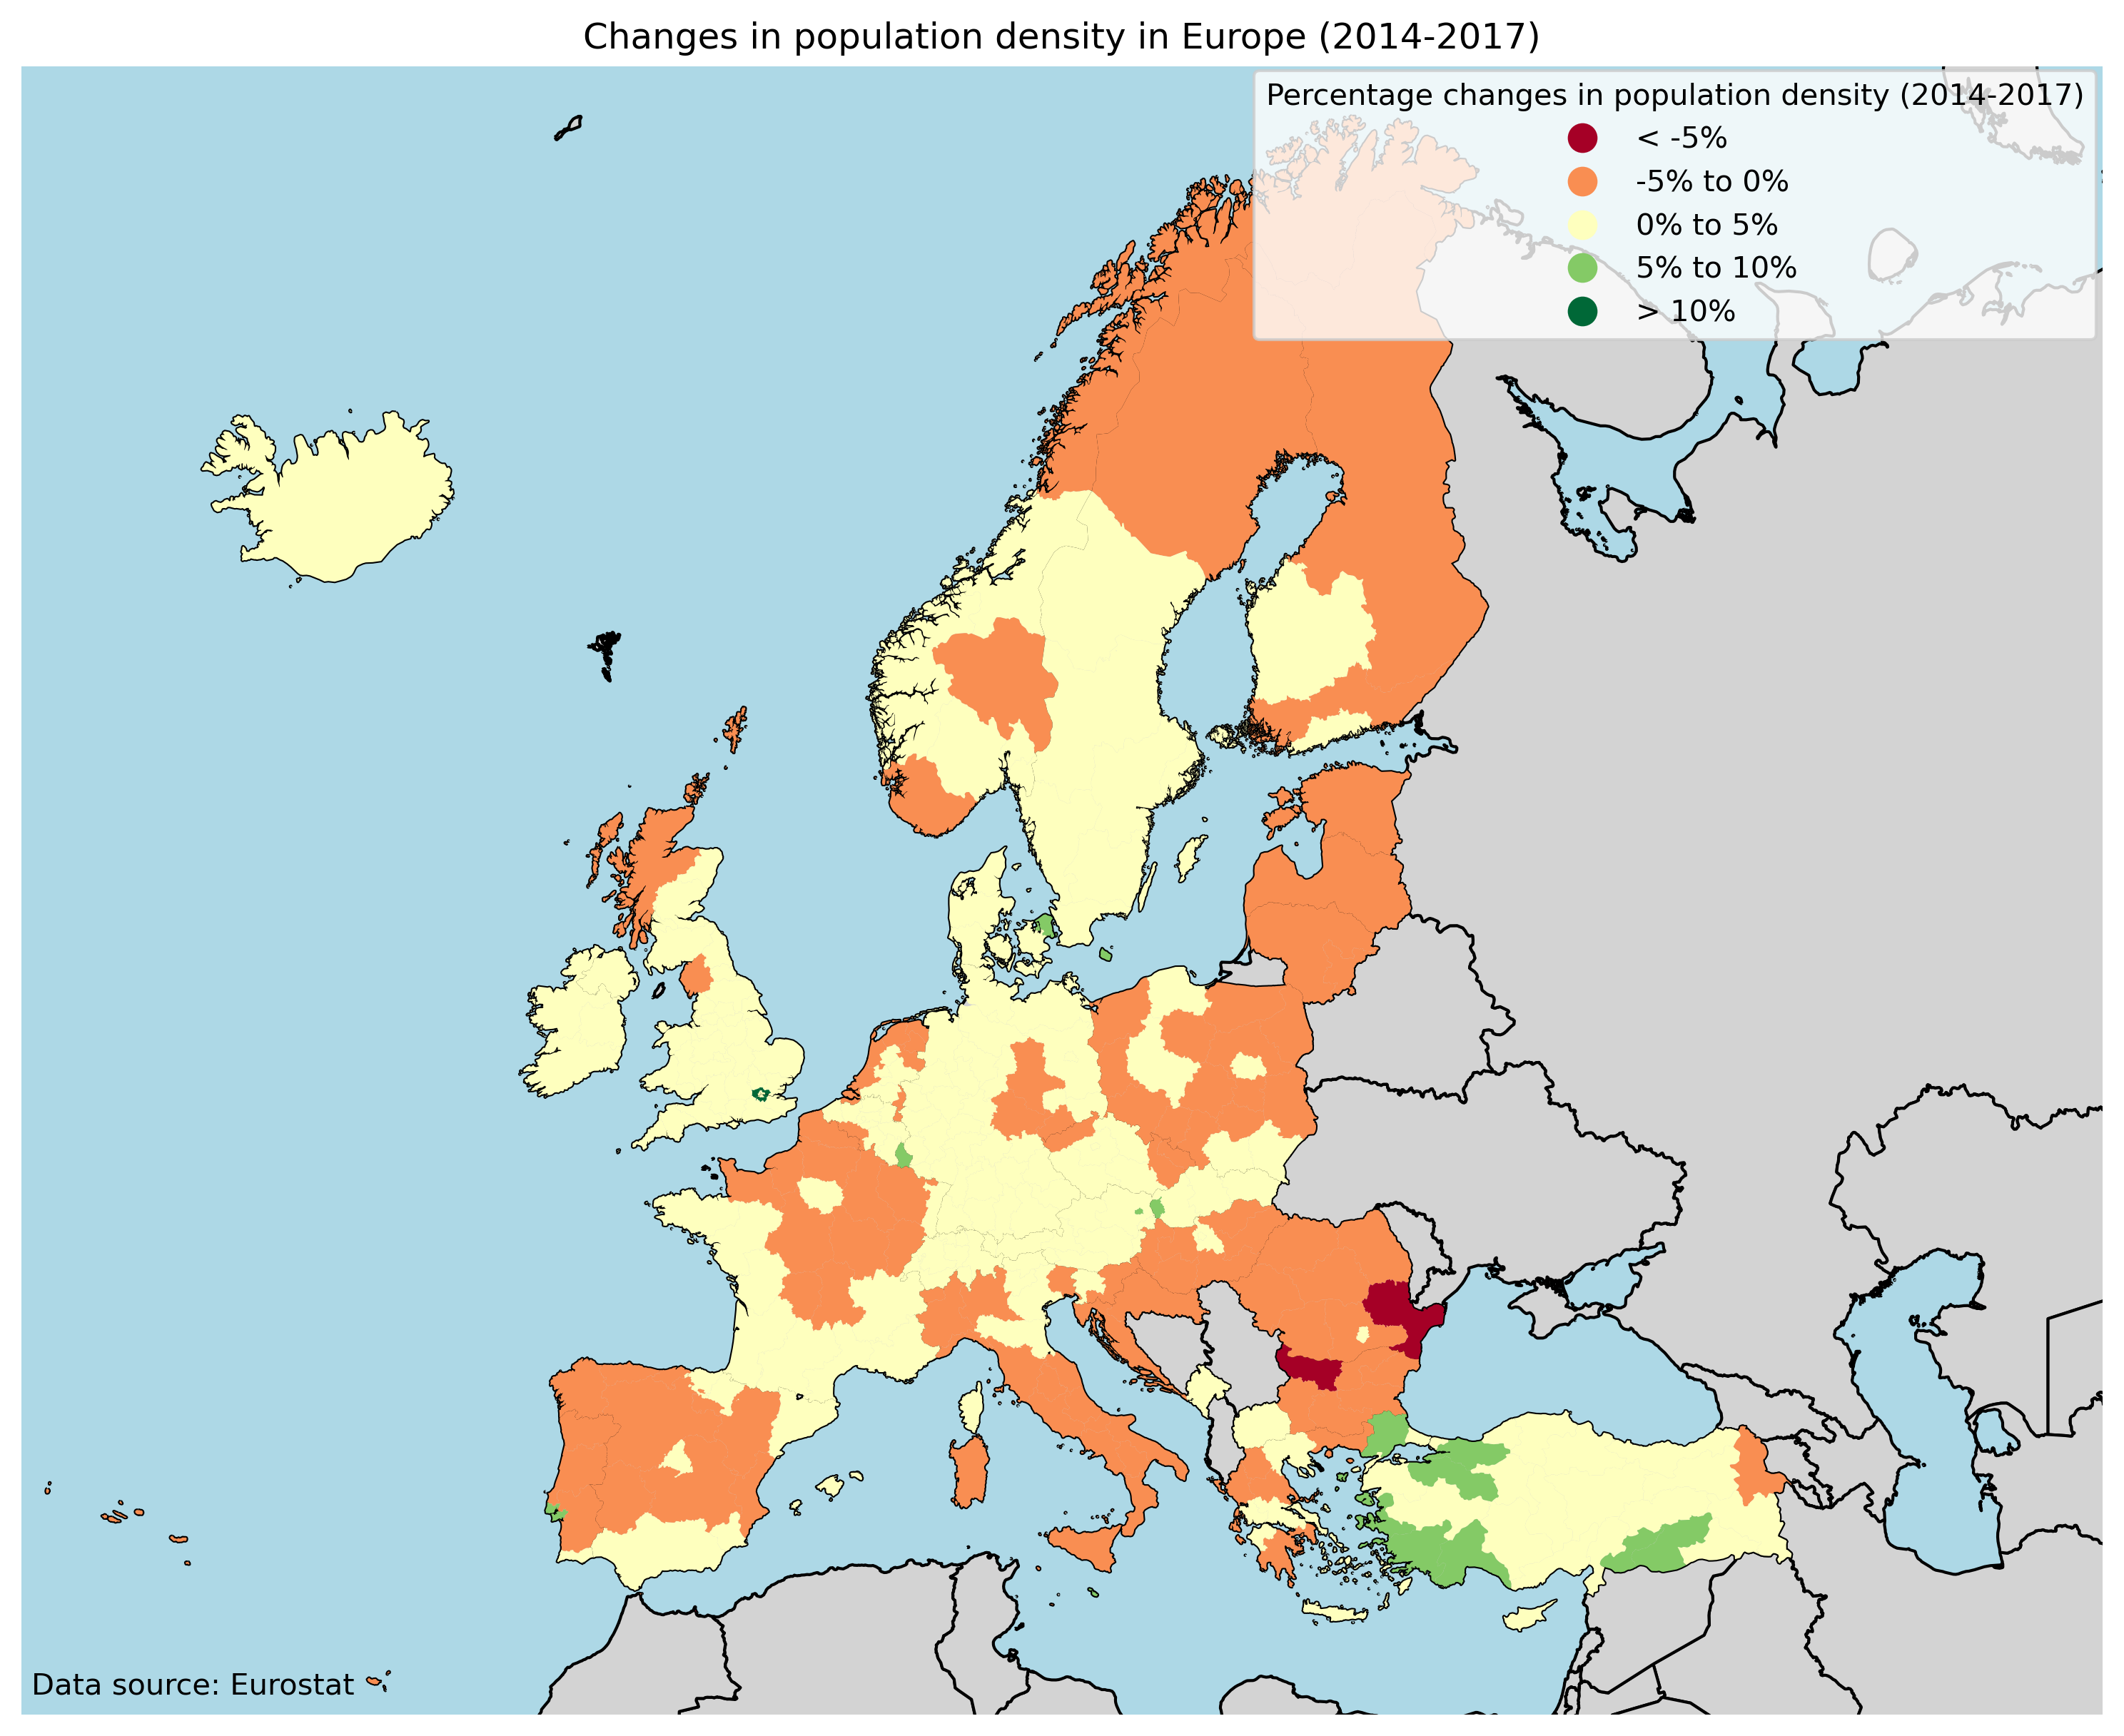 Changes in population density in Europe (2014-2017)
Percentage changes in population density (2014-2017)
< -5%
-5% to 0%
0% to 5%
5% to 10%
> 10%
Data source: Eurostat